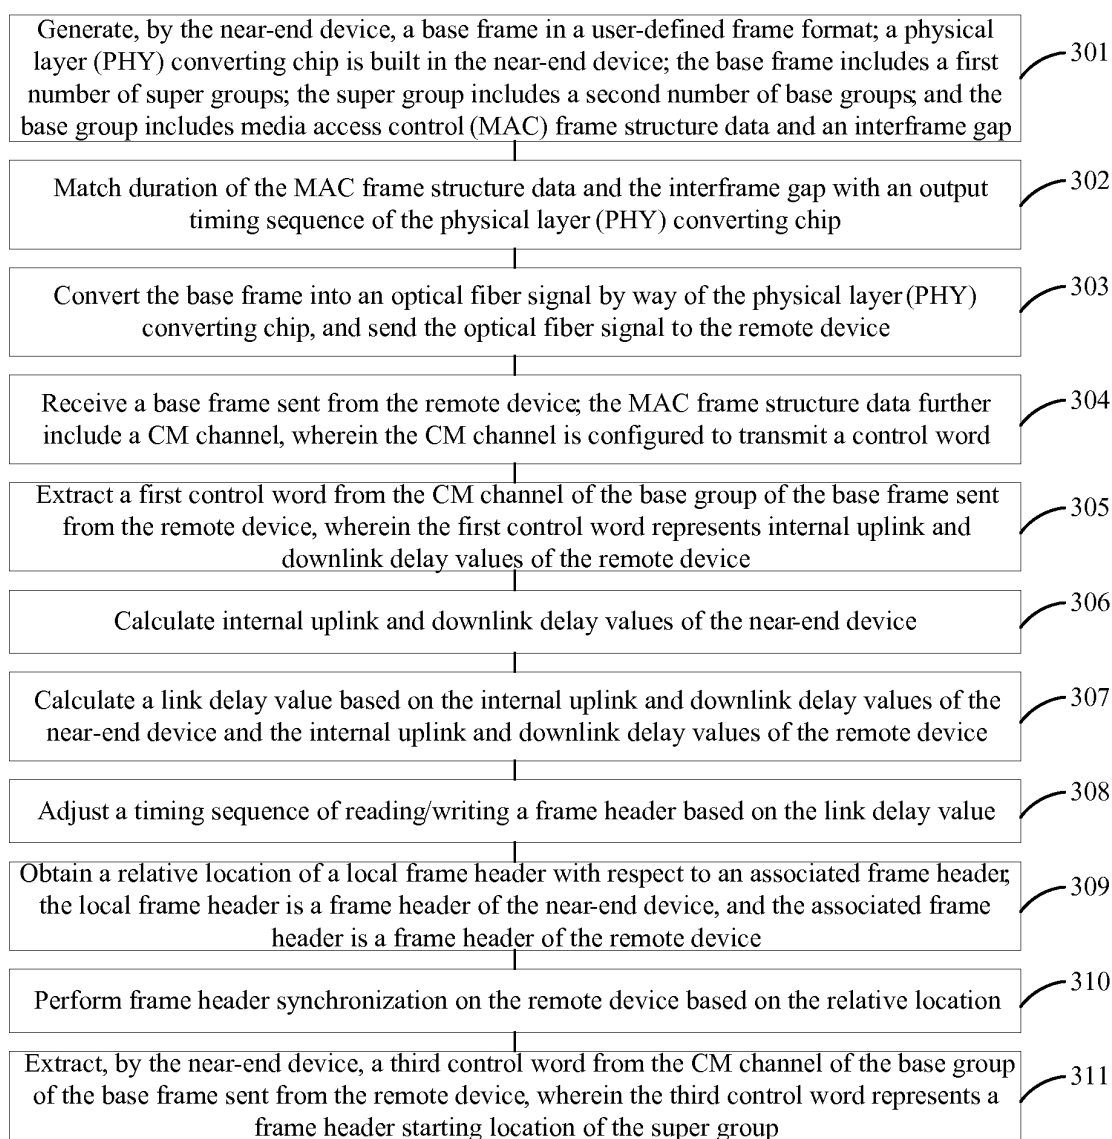 Generate, by the near-end device, a base frame in a user-defined frame format; a physical
layer (PHY) converting chip is built in the near-end device; the base frame includes a first
number of super groups; the super group includes a second number of base groups; and the
base group includes media access control (MAC) frame structure data and an interframe gap
301
Match duration of the MAC frame structure data and the interframe gap with an output
timing sequence of the physical layer (PHY) converting chip
302
Convert the base frame into an optical fiber signal by way of the physical layer (PHY)
converting chip, and send the optical fiber signal to the remote device
303
Receive a base frame sent from the remote device; the MAC frame structure data further
include a CM channel, wherein the CM channel is configured to transmit a control word
304
Extract a first control word from the CM channel of the base group of the base frame sent
from the remote device, wherein the first control word represents internal uplink and
downlink delay values of the remote device
305
Calculate internal uplink and downlink delay values of the near-end device
306
Calculate a link delay value based on the internal uplink and downlink delay values of the
near-end device and the internal uplink and downlink delay values of the remote device
307
Adjust a timing sequence of reading/writing a frame header based on the link delay value
308
Obtain a relative location of a local frame header with respect to an associated frame header;
the local frame header is a frame header of the near-end device, and the associated frame
header is a frame header of the remote device
309
Perform frame header synchronization on the remote device based on the relative location
310
Extract, by the near-end device, a third control word from the CM channel of the base group
of the base frame sent from the remote device, wherein the third control word represents a
frame header starting location of the super group
311